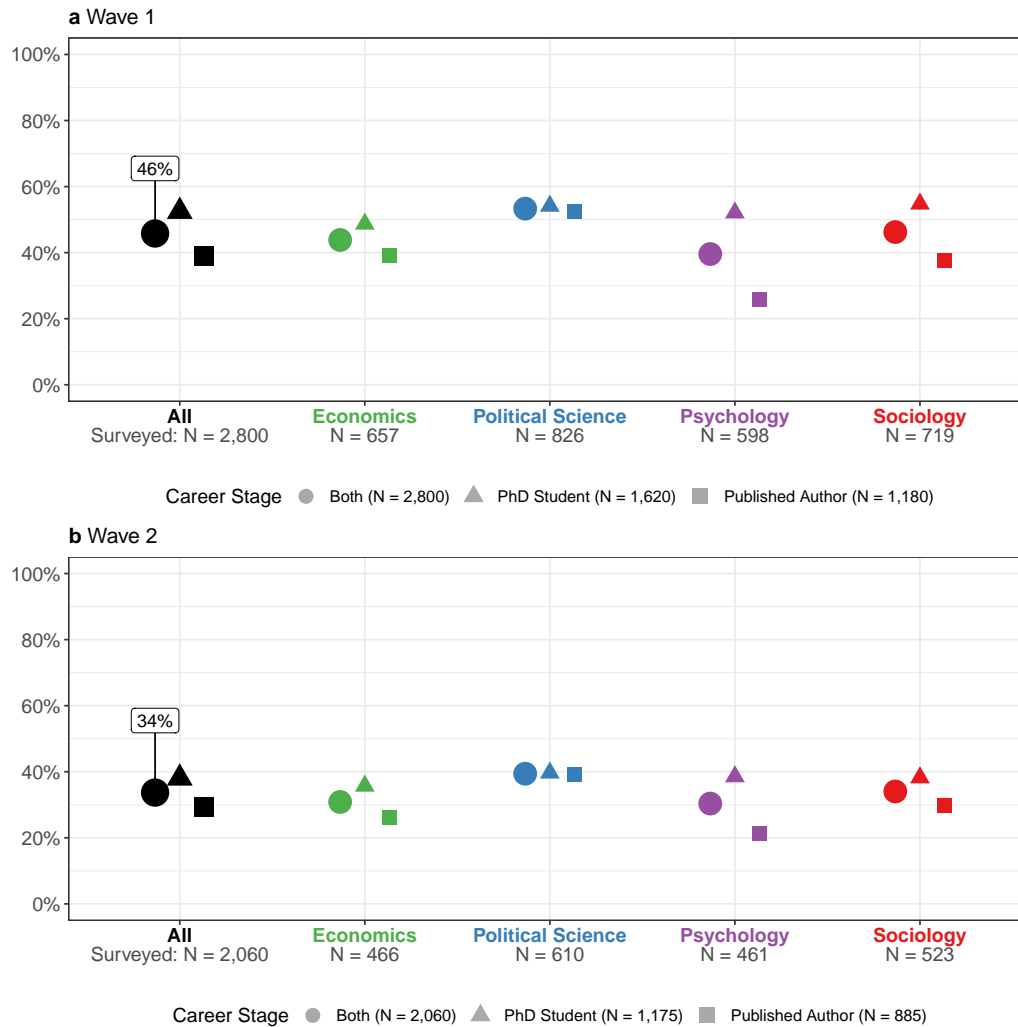 a Wave 1
100%
80%
60%
40%
20%
0%
46%
All Economics Political Science Psychology Sociology
Surveyed: N = 2,800 N = 657 N = 826 N = 598 N = 719
Career Stage Both (N = 2,800) PhD Student (N = 1,620) Published Author (N = 1,180)
b Wave 2
100%
80%
60%
40%
20%
0%
34%
All Economics Political Science Psychology Sociology
Surveyed: N = 2,060 N = 466 N = 610 N = 461 N = 523
Career Stage Both (N = 2,060) PhD Student (N = 1,175) Published Author (N = 885)